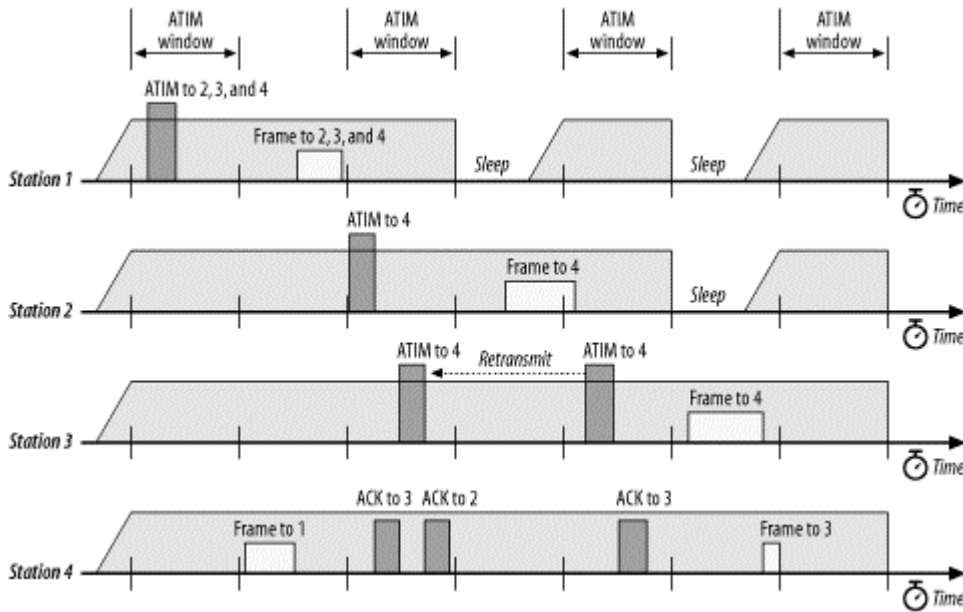 ATIM window
ATIM window
ATIM window
ATIM window
ATIM to 2, 3, and 4
Frame to 2, 3, and 4
Sleep
Sleep
Station 1
Time
ATIM to 4
Frame to 4
Sleep
Station 2
Time
ATIM to 4
Retransmit
ATIM to 4
Frame to 4
Station 3
Time
ACK to 3
ACK to 2
ACK to 3
Frame to 1
Frame to 3
Station 4
Time